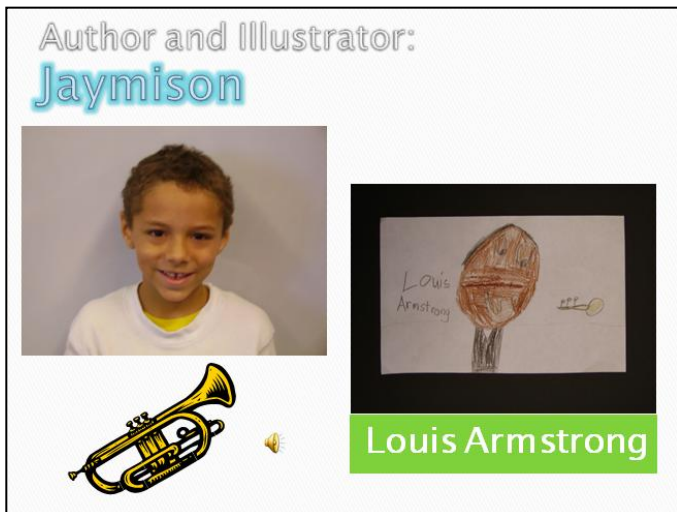 Author and Illustrator:
Jaymison
Louis
Armstrong
Louis Armstrong